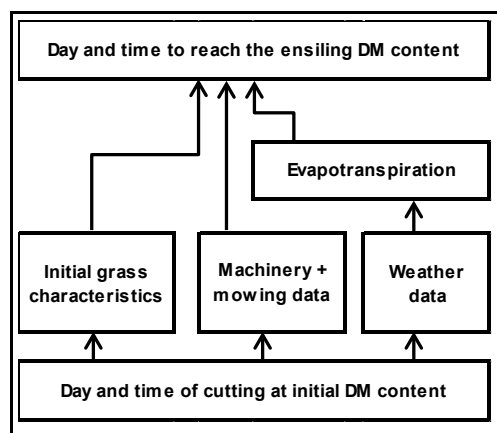 Day and time to reach the ensiling DM content
Evapotranspiration
Initial grass
characteristics
Machinery +
mowing data
Weather
data
Day and time of cutting at initial DM content